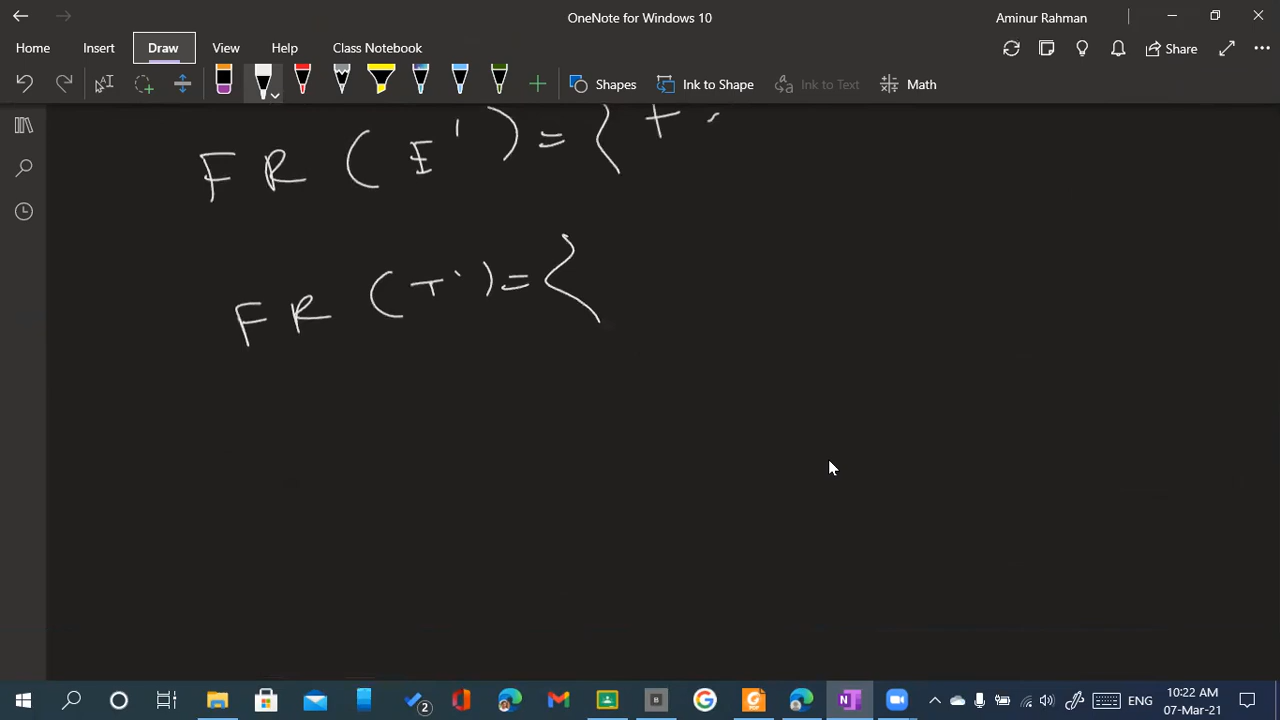 OneNote for Windows 10
Aminur Rahman
Home Insert Draw View Help Class Notebook
Share
Shapes Ink to Shape Ink to Text Math
FR (E') = { +
FR (T') = {
2
ENG
10:22 AM
07-Mar-21